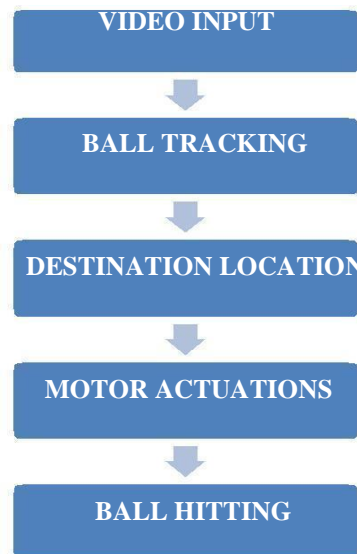 VIDEO INPUT
BALL TRACKING
DESTINATION LOCATION
MOTOR ACTUATIONS
BALL HITTING